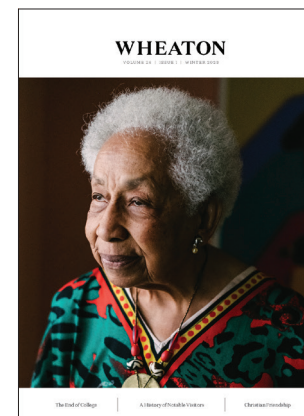 WHEATON
VOLUME 23 | ISSUE 1 | WINTER 2020
The End of College
A History of Notable Visitors
Christian Friendship